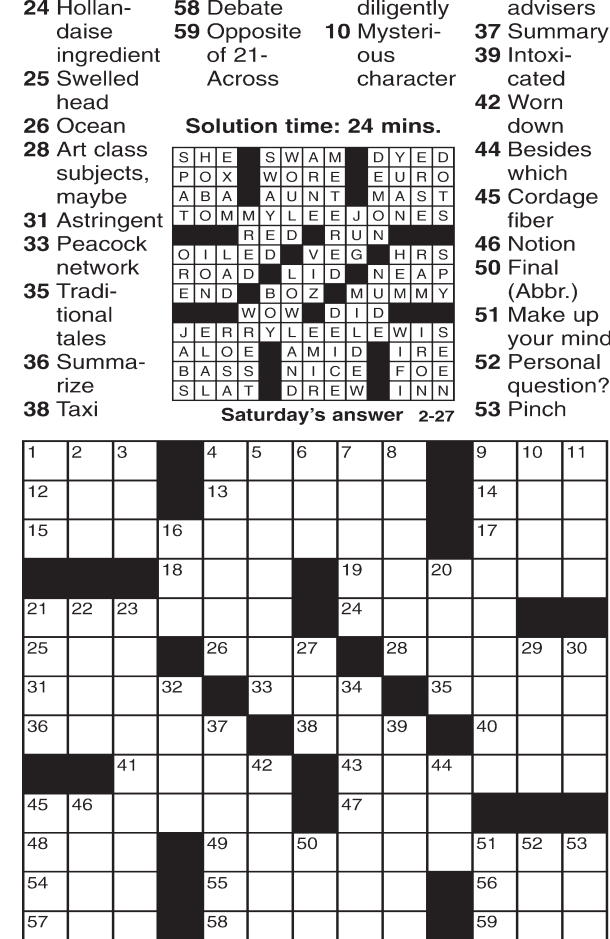 24 Hollan-
daise
ingredient
25 Swelled
head
26 Ocean
28 Art class
subjects,
maybe
31 Astringent
33 Peacock
network
35 Tradi-
tional
tales
36 Summa-
rize
38 Taxi
58 Debate
59 Opposite
of 21-
Across
diligently
10 Mysteri-
ous
character
advisers
37 Summary
39 Intoxi-
cated
42 Worn
down
44 Besides
which
45 Cordage
fiber
46 Notion
50 Final
(Abbr.)
51 Make up
your mind
52 Personal
question?
53 Pinch
Solution time: 24 mins.
S H E S W A M D Y E D
P O X W O R E E U R O
A B A A U N T M A S T
T O M M Y L E E J O N E S
R E D R U N
O I L E D V E G H R S
R O A D L I D N E A P
E N D B O Z M U M M Y
W O W D I D
J E R R Y L E E L E W I S
A L O E A M I D I R E
B A S S N I C E F O E
S L A T D R E W I N N
Saturday's answer 2-27
1 2 3 4 5 6 7 8 9 10 11
12 13 14
15 16 17
18 19 20
21 22 23 24
25 26 27 28 29 30
31 32 33 34 35
36 37 38 39 40
41 42 43 44
45 46 47
48 49 50 51 52 53
54 55 56
57 58 59